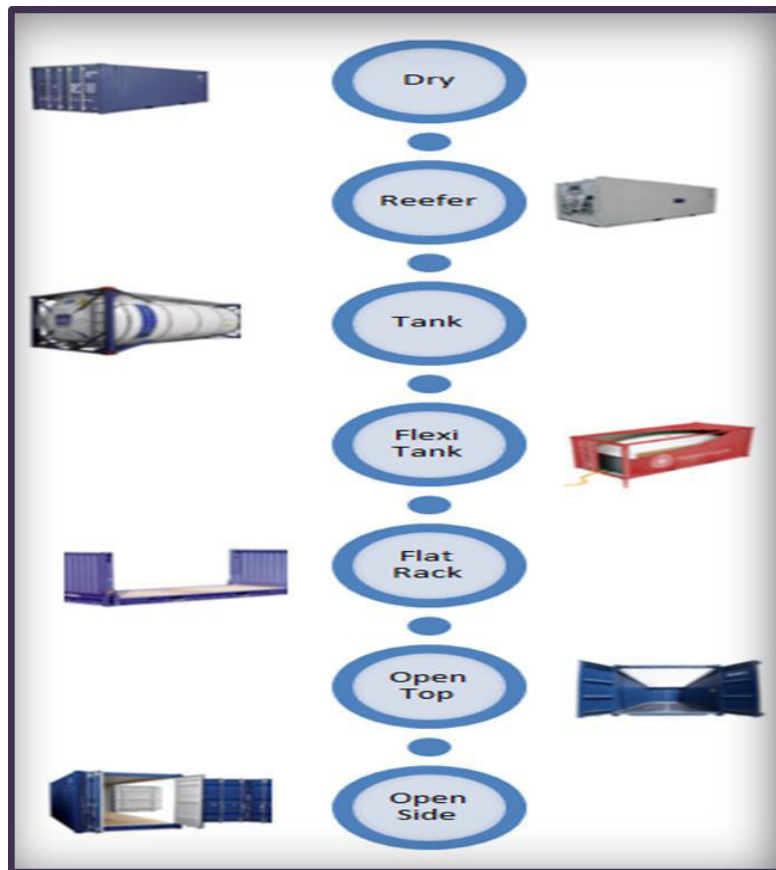 Dry
Reefer
Tank
Flexi
Tank
Flat
Rack
Open
Top
Open
Side